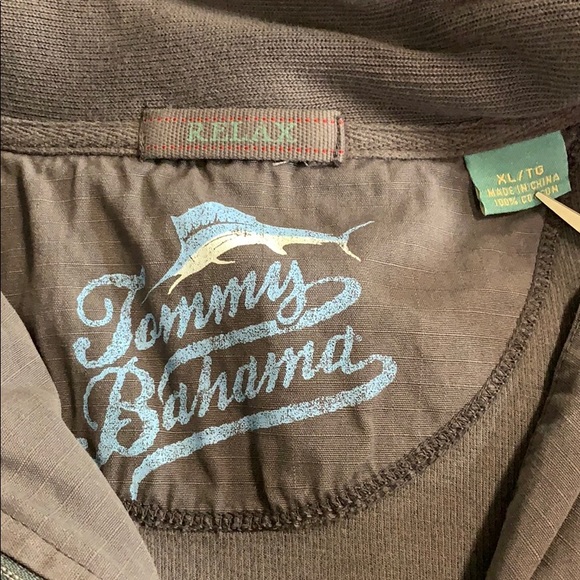 RELAX
XL/TG
MADE IN CHINA
100% COTTON
Tommy
Bahama